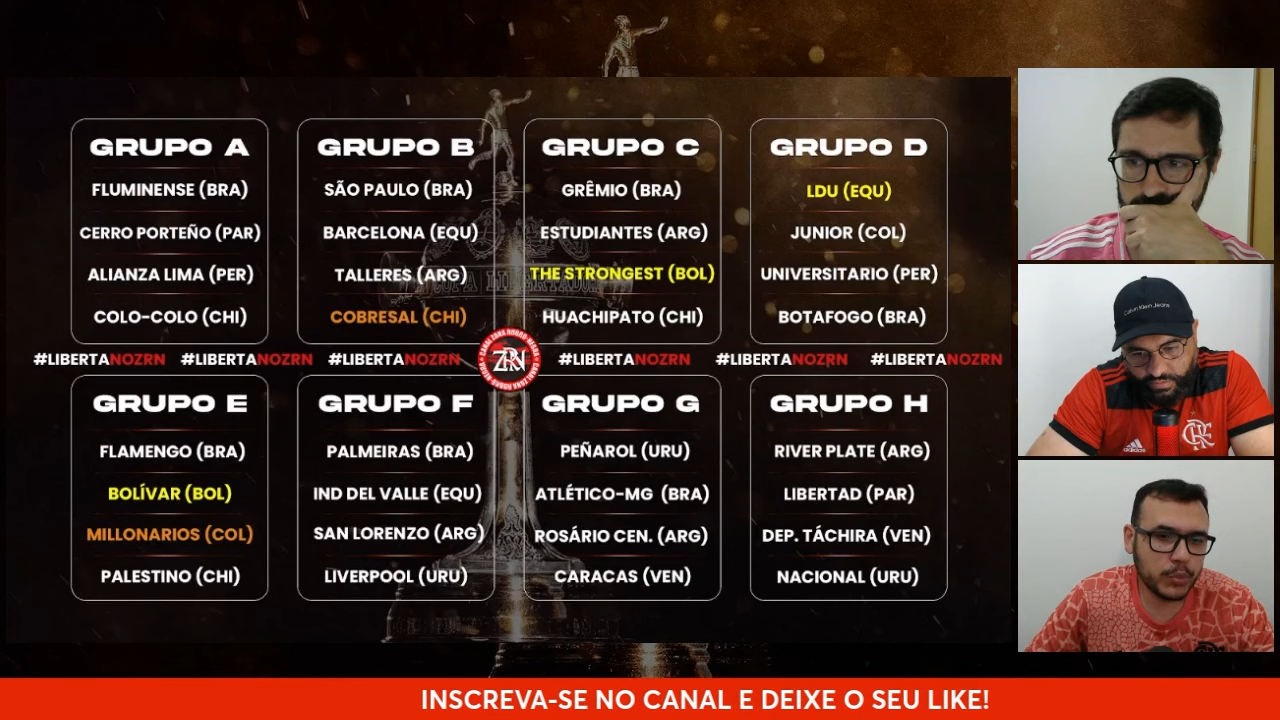 GRUPO A
FLUMINENSE (BRA)
CERRO PORTEÑO (PAR)
ALIANZA LIMA (PER)
COLO-COLO (CHI)
GRUPO B
SÃO PAULO (BRA)
BARCELONA (EQU)
TALLERES (ARG)
COBRESAL (CHI)
GRUPO C
GRÊMIO (BRA)
ESTUDIANTES (ARG)
THE STRONGEST (BOL)
HUACHIPATO (CHI)
GRUPO D
LDU (EQU)
JUNIOR (COL)
UNIVERSITARIO (PER)
BOTAFOGO (BRA)
#LIBERTANOZRN #LIBERTANOZRN #LIBERTANOZRN ZRN #LIBERTANOZRN #LIBERTANOZRN #LIBERTANOZRN
GRUPO E
FLAMENGO (BRA)
BOLÍVAR (BOL)
MILLONARIOS (COL)
PALESTINO (CHI)
GRUPO F
PALMEIRAS (BRA)
IND DEL VALLE (EQU)
SAN LORENZO (ARG)
LIVERPOOL (URU)
GRUPO G
PEÑAROL (URU)
ATLÉTICO-MG (BRA)
ROSÁRIO CEN. (ARG)
CARACAS (VEN)
GRUPO H
RIVER PLATE (ARG)
LIBERTAD (PAR)
DEP. TÁCHIRA (VEN)
NACIONAL (URU)
Calvin Klein Jeans
adidas
INSCREVA-SE NO CANAL E DEIXE O SEU LIKE!